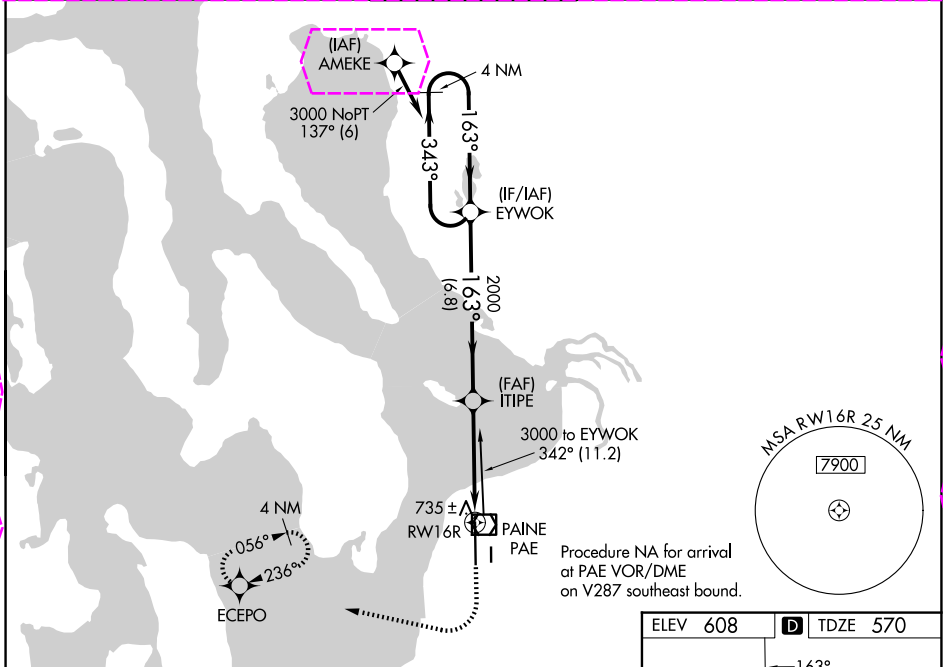 (IAF)
AMEKE
4 NM
3000 NoPT
137° (6)
163°
343°
(IF/IAF)
EYWOK
2000
163°
(6.8)
(FAF)
ITIPE
3000 to EYWOK
342° (11.2)
MSA RW16R 25 NM
7900
4 NM
735 ±
RW16R
PAINE
PAE
056°
236°
ECEPO
Procedure NA for arrival
at PAE VOR/DME
on V287 southeast bound.
ELEV 608 D TDZE 570
163°